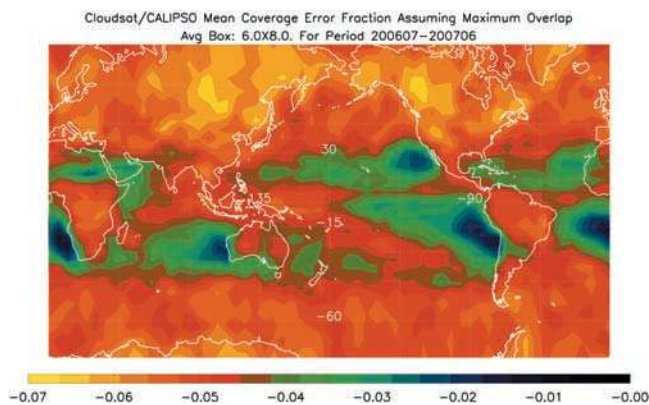 Cloudsat/CALIPSO Mean Coverage Error Fraction Assuming Maximum Overlap
Avg Box: 6.0X8.0. For Period 200607-200706
30
135
-90
-15
-60
-0.07 -0.06 -0.05 -0.04 -0.03 -0.02 -0.01 -0.00